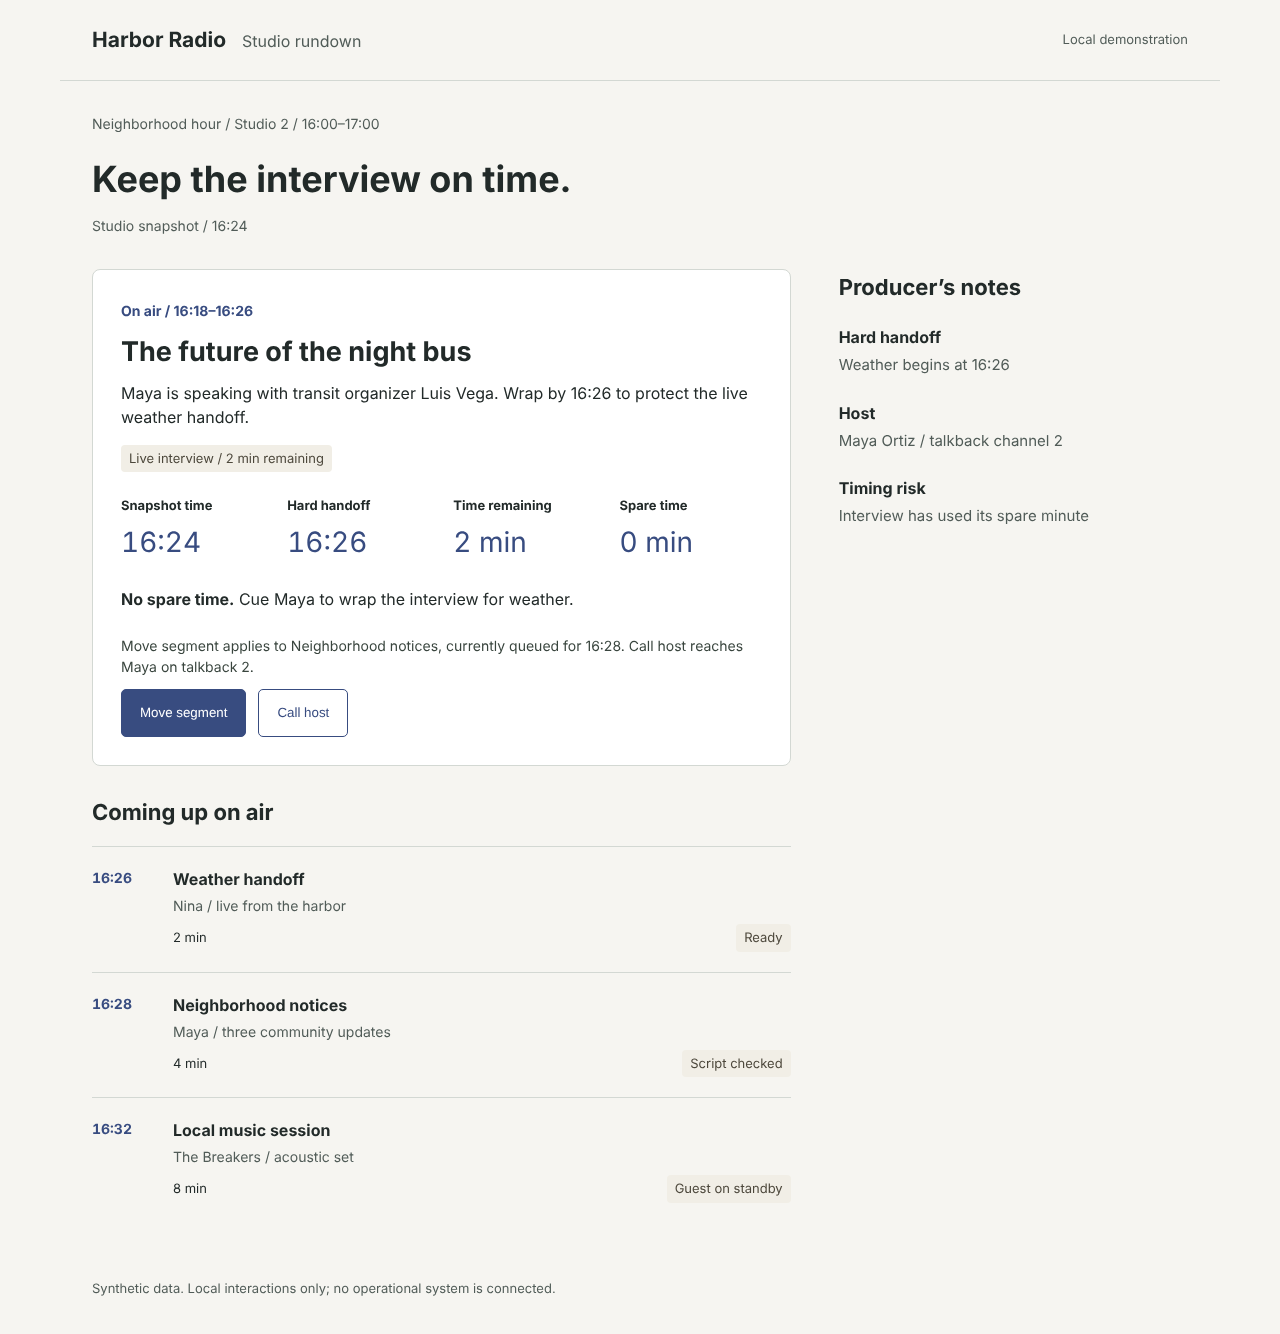 Harbor Radio Studio rundown
Local demonstration
Neighborhood hour / Studio 2 / 16:00–17:00
Keep the interview on time.
Studio snapshot / 16:24
On air / 16:18–16:26
The future of the night bus
Maya is speaking with transit organizer Luis Vega. Wrap by 16:26 to protect the live
weather handoff.
Live interview / 2 min remaining
Snapshot time
16:24
Hard handoff
16:26
Time remaining
2 min
Spare time
0 min
No spare time. Cue Maya to wrap the interview for weather.
Move segment applies to Neighborhood notices, currently queued for 16:28. Call host reaches
Maya on talkback 2.
Move segment
Call host
Producer’s notes
Hard handoff
Weather begins at 16:26
Host
Maya Ortiz / talkback channel 2
Timing risk
Interview has used its spare minute
Coming up on air
16:26
Weather handoff
Nina / live from the harbor
2 min
Ready
16:28
Neighborhood notices
Maya / three community updates
4 min
Script checked
16:32
Local music session
The Breakers / acoustic set
8 min
Guest on standby
Synthetic data. Local interactions only; no operational system is connected.